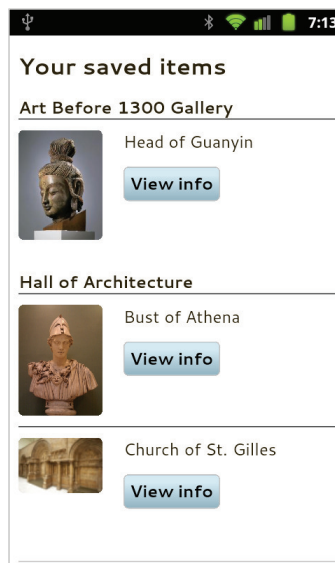 7:13
Your saved items
Art Before 1300 Gallery
Head of Guanyin
View info
Hall of Architecture
Bust of Athena
View info
Church of St. Gilles
View info